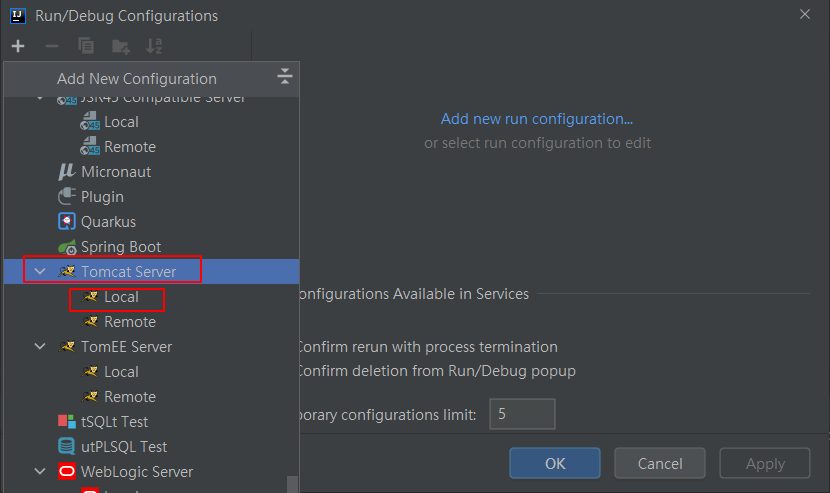 Run/Debug Configurations
Add New Configuration
JSR45 Compatible Server
Local
Remote
Micronaut
Plugin
Quarkus
Spring Boot
Tomcat Server
Local
Remote
TomEE Server
Local
Remote
tSQLt Test
utPLSQL Test
WebLogic Server
Add new run configuration...
or select run configuration to edit
onfigurations Available in Services
Confirm rerun with process termination
Confirm deletion from Run/Debug popup
orary configurations limit:
5
OK
Cancel
Apply